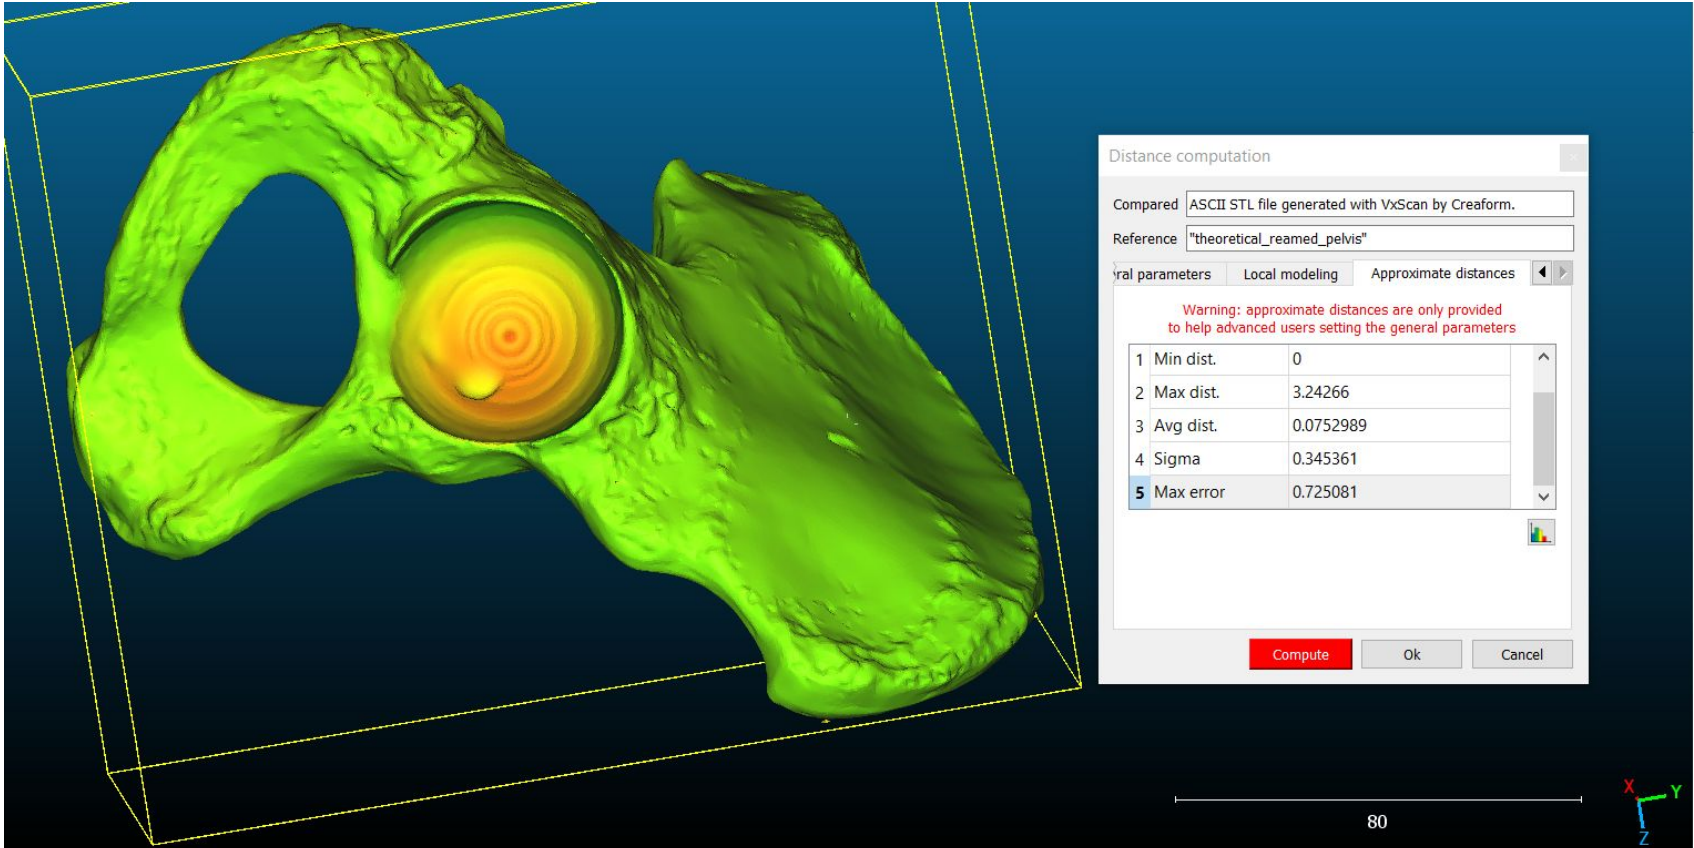 Distance computation
Compared ASCII STL file generated with VxScan by Creaform.
Reference "theoretical_reamed_pelvis"
ral parameters Local modeling Approximate distances
Warning: approximate distances are only provided
to help advanced users setting the general parameters
1 Min dist. 0
2 Max dist. 3.24266
3 Avg dist. 0.0752989
4 Sigma 0.345361
5 Max error 0.725081
Compute Ok Cancel
X
Y
80
Z